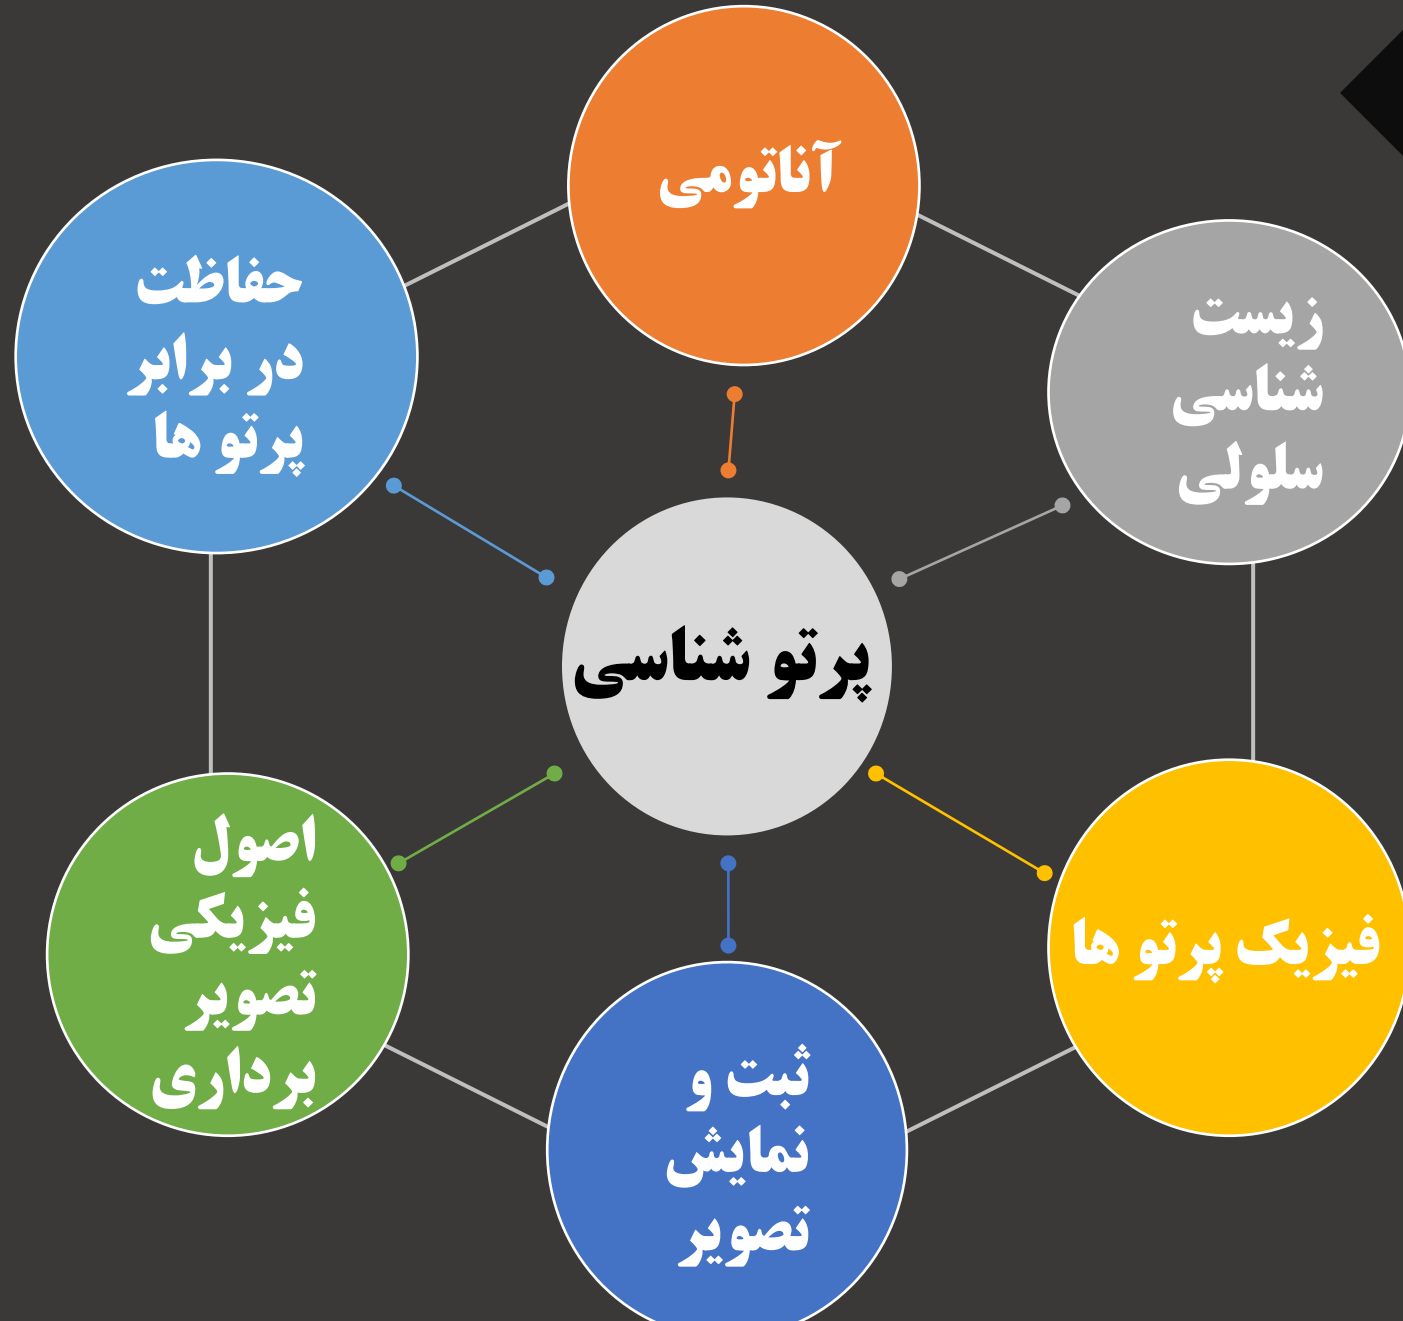 آناتومی
زیست
شناسی
سلولی
حفاظت
در برابر
پرتو ها
پرتو شناسی
فیزیک پرتو ها
اصول
فیزیکی
تصویر
برداری
ثبت و
نمایش
تصویر